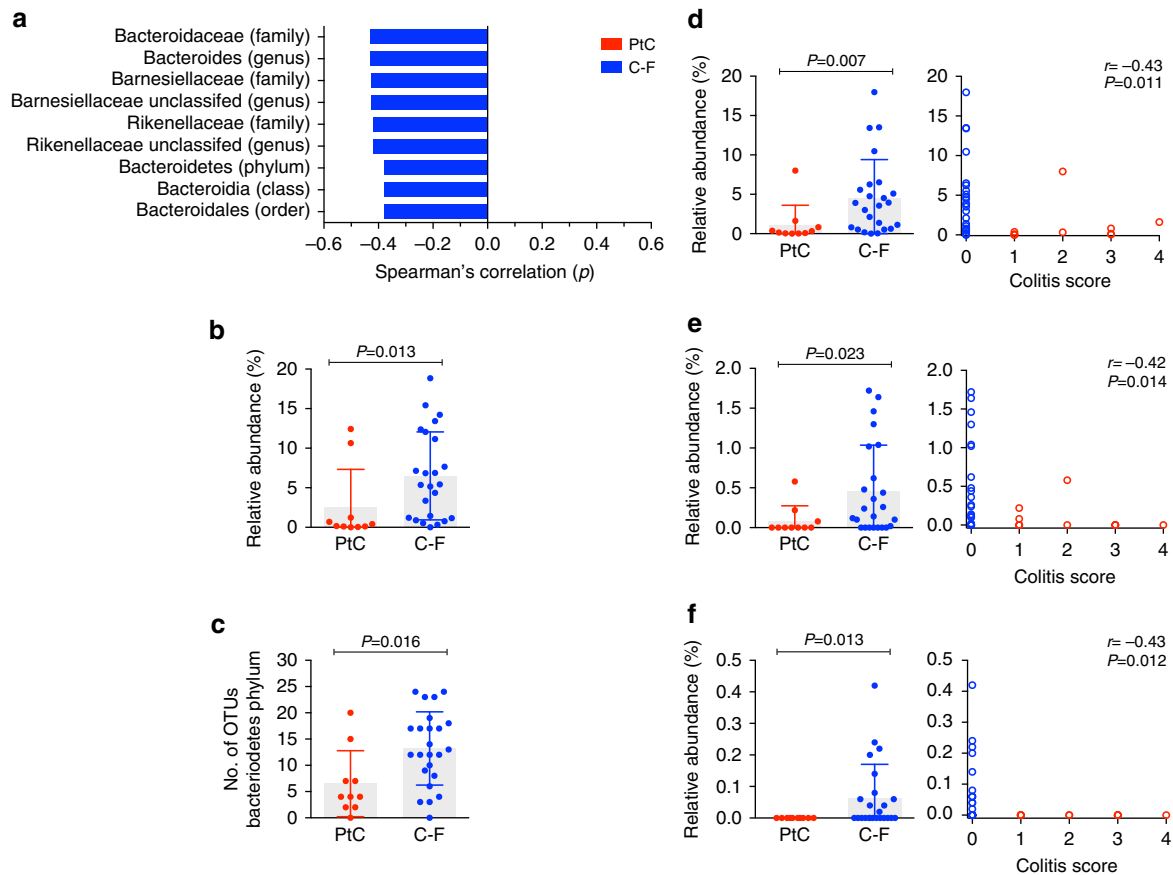 a
Bacteroidaceae (family)
Bacteroides (genus)
Barnesiellaceae (family)
Barnesiellaceae unclassifed (genus)
Rikenellaceae (family)
Rikenellaceae unclassifed (genus)
Bacteroidetes (phylum)
Bacteroidia (class)
Bacteroidales (order)
−0.6 −0.4 −0.2 0.0 0.2 0.4 0.6
Spearman's correlation (p)
PtC
C-F
b
P=0.013
Relative abundance (%)
20
15
10
5
0
PtC C-F
c
P=0.016
No. of OTUs
bacteriodetes phylum
30
25
20
15
10
5
0
PtC C-F
d
P=0.007
Relative abundance (%)
20
15
10
5
0
PtC C-F
r= −0.43
P=0.011
20
15
10
5
0
0 1 2 3 4
Colitis score
e
P=0.023
Relative abundance (%)
2.0
1.5
1.0
0.5
0.0
PtC C-F
r= −0.42
P=0.014
2.0
1.5
1.0
0.5
0.0
0 1 2 3 4
Colitis score
f
P=0.013
Relative abundance (%)
0.5
0.4
0.3
0.2
0.1
0.0
PtC C-F
r= −0.43
P=0.012
0.5
0.4
0.3
0.2
0.1
0.0
0 1 2 3 4
Colitis score